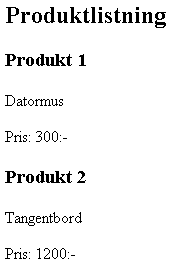 Produktlistning
Produkt 1
Datormus
Pris: 300:-
Produkt 2
Tangentbord
Pris: 1200:-